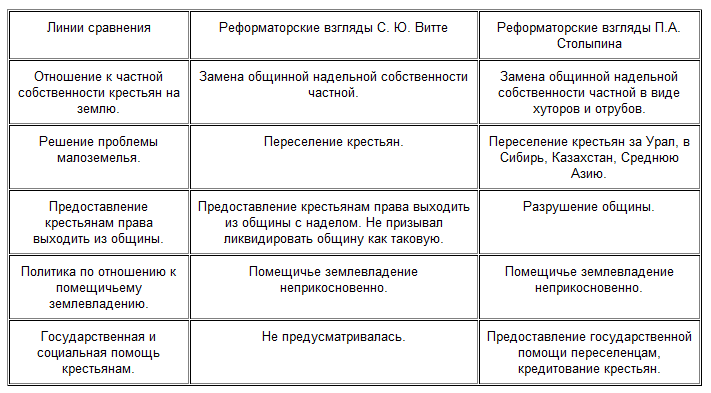 Линии сравнения
Реформаторские взгляды С. Ю. Витте
Реформаторские взгляды П.А.
Столыпина
Отношение к частной
собственности крестьян на
землю.
Замена общинной надельной собственности
частной.
Замена общинной надельной
собственности частной в виде
хуторов и отрубов.
Решение проблемы
малоземелья.
Переселение крестьян.
Переселение крестьян за Урал, в
Сибирь, Казахстан, Среднюю
Азию.
Предоставление
крестьянам права
выходить из общины.
Предоставление крестьянам права выходить
из общины с наделом. Не призывал
ликвидировать общину как таковую.
Разрушение общины.
Политика по отношению к
помещичьему
землевладению.
Помещичье землевладение
неприкосновенно.
Помещичье землевладение
неприкосновенно.
Государственная и
социальная помощь
крестьянам.
Не предусматривалась.
Предоставление государственной
помощи переселенцам,
кредитование крестьян.